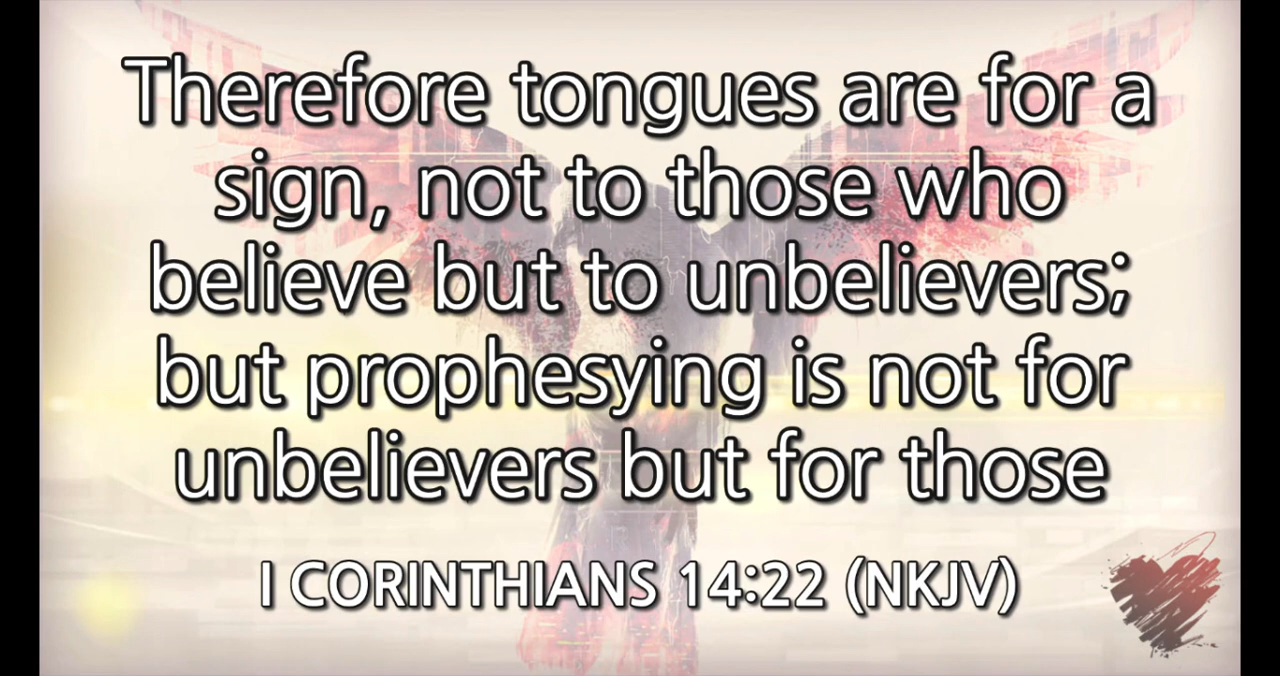 Therefore tongues are for a
sign, not to those who
believe but to unbelievers;
but prophesying is not for
unbelievers but for those
I CORINTHIANS 14:22 (NKJV)